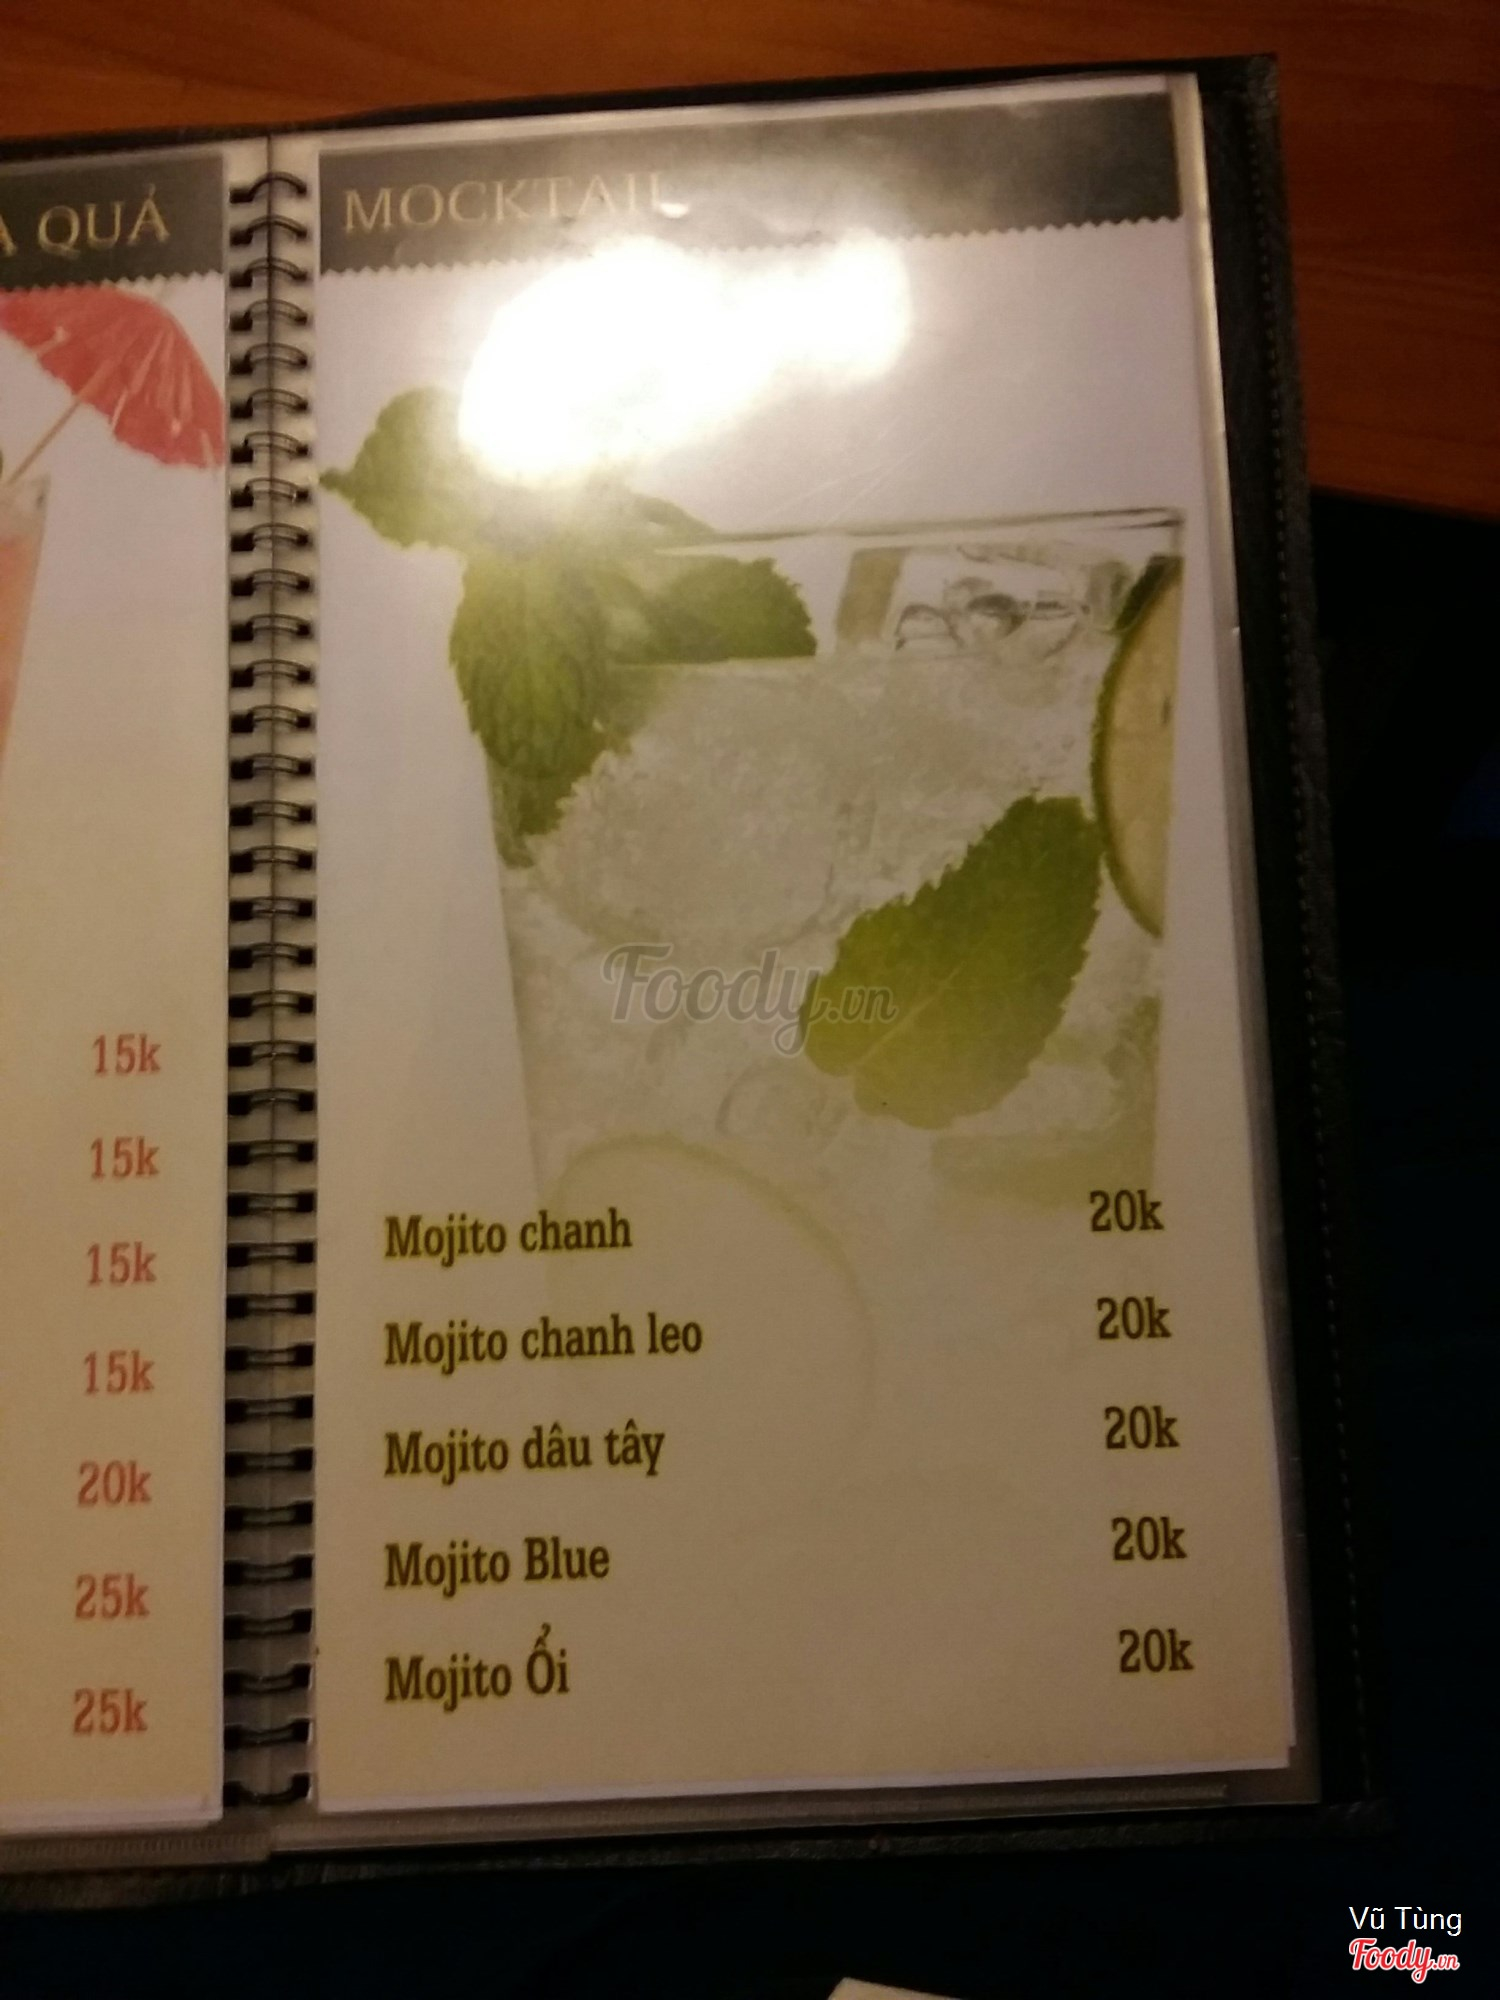 QUẢ
15k
15k
15k
15k
20k
25k
25k
MOCKTAIL
Mojito chanh 20k
Mojito chanh leo 20k
Mojito dâu tây 20k
Mojito Blue 20k
Mojito Ổi 20k
Foody.vn
Vũ Tùng
Foody.vn